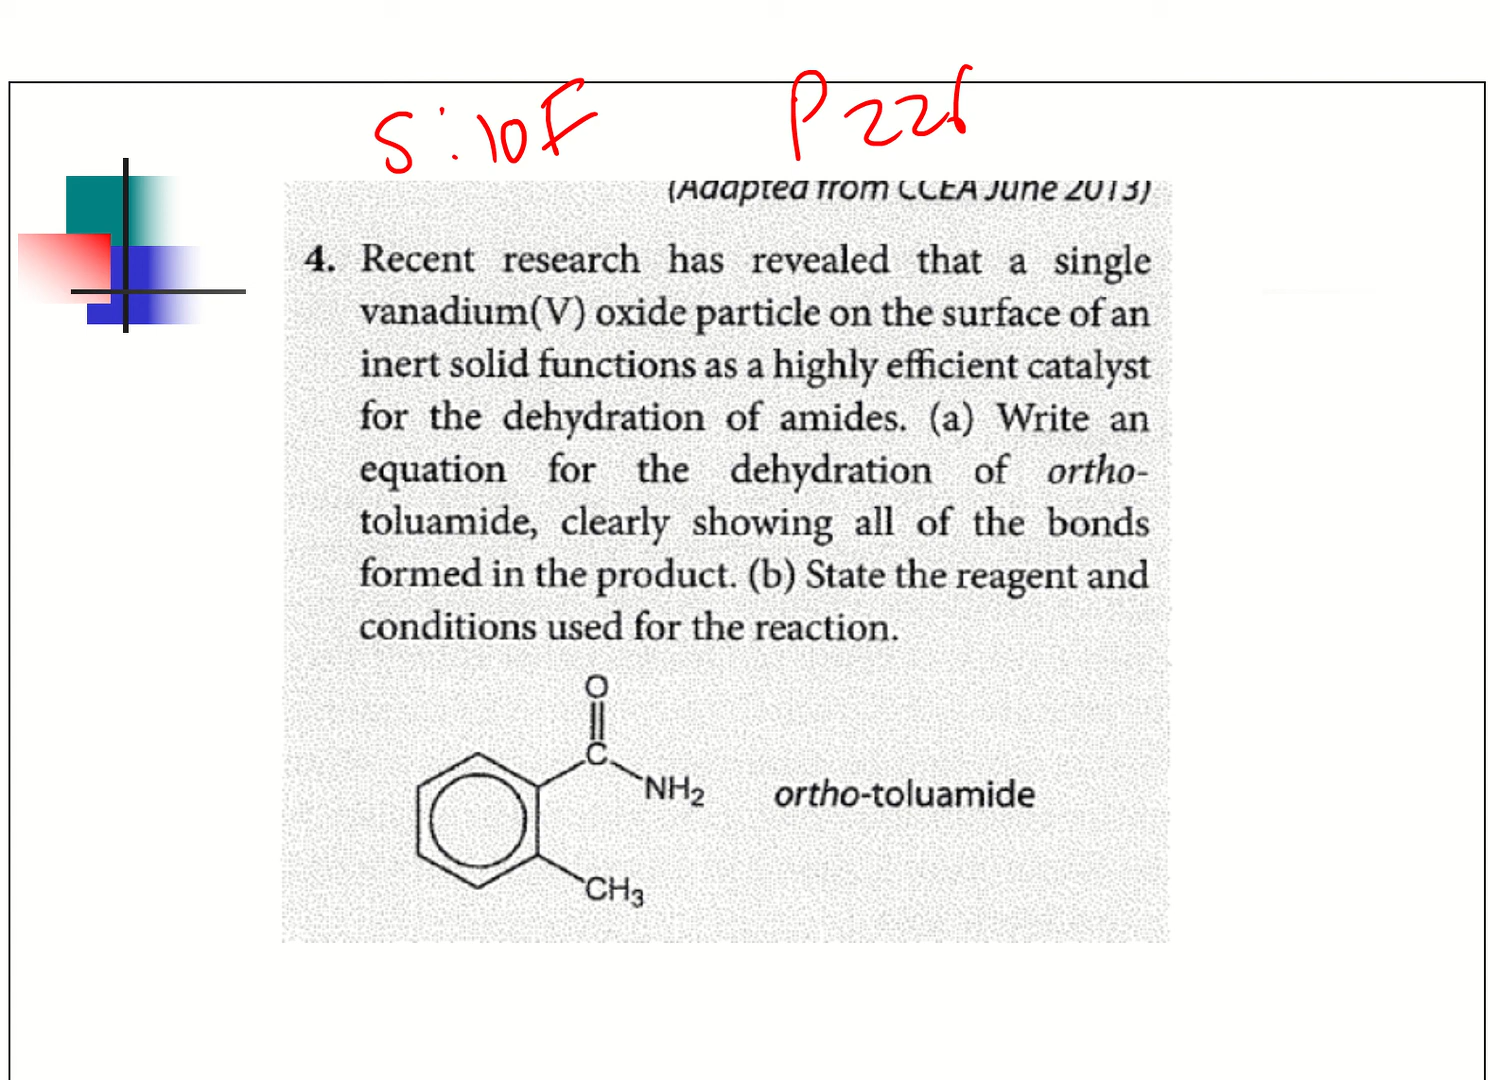 S:10F P226
(Adapted from CCEA June 2013)
4. Recent research has revealed that a single
vanadium(V) oxide particle on the surface of an
inert solid functions as a highly efficient catalyst
for the dehydration of amides. (a) Write an
equation for the dehydration of ortho-
toluamide, clearly showing all of the bonds
formed in the product. (b) State the reagent and
conditions used for the reaction.
O
C
NH2 ortho-toluamide
CH3